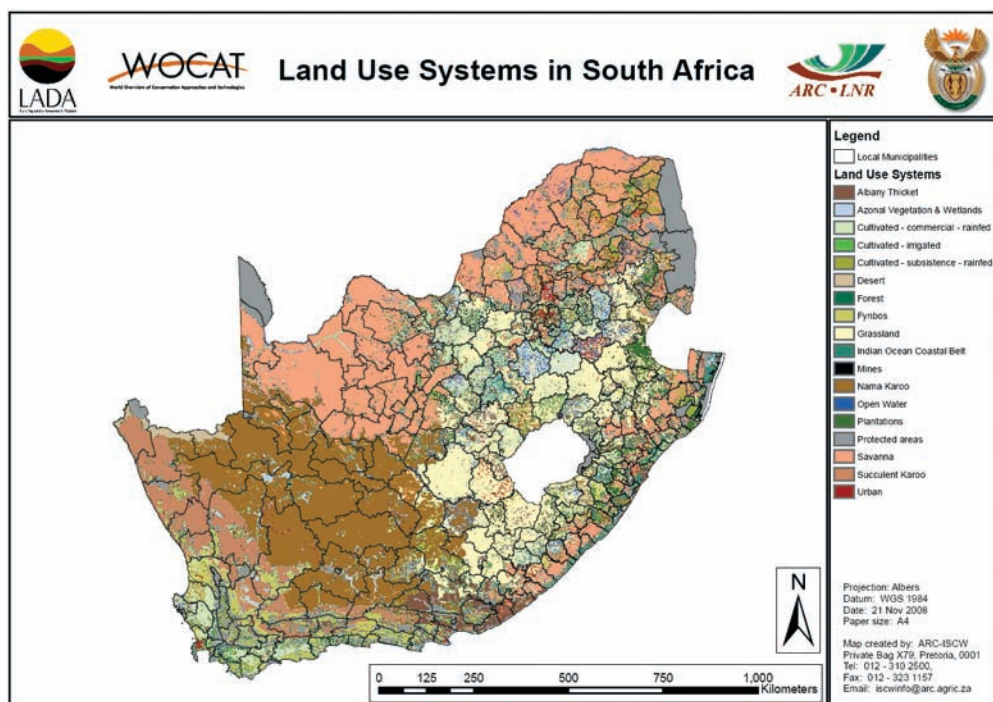 LADA
WOCAT
World Overview of Conservation Approaches and Technologies
Land Use Systems in South Africa
ARC • LNR
Legend
Local Municipalities
Land Use Systems
Albany Thicket
Azonal Vegetation & Wetlands
Cultivated - commercial - rainfed
Cultivated - irrigated
Cultivated - subsistence - rainfed
Desert
Forest
Fynbos
Grassland
Indian Ocean Coastal Belt
Mines
Nama Karoo
Open Water
Plantations
Protected areas
Savanna
Succulent Karoo
Urban
N
0 125 250 500 750 1,000
Kilometers
Projection: Albers
Datum: WGS 1984
Date: 21 Nov 2008
Paper size: A4
Map created by: ARC-ISCW
Private Bag X79, Pretoria, 0001
Tel: 012 - 310 2500,
Fax: 012 - 323 1157
Email: iscwinfo@arc.agric.za